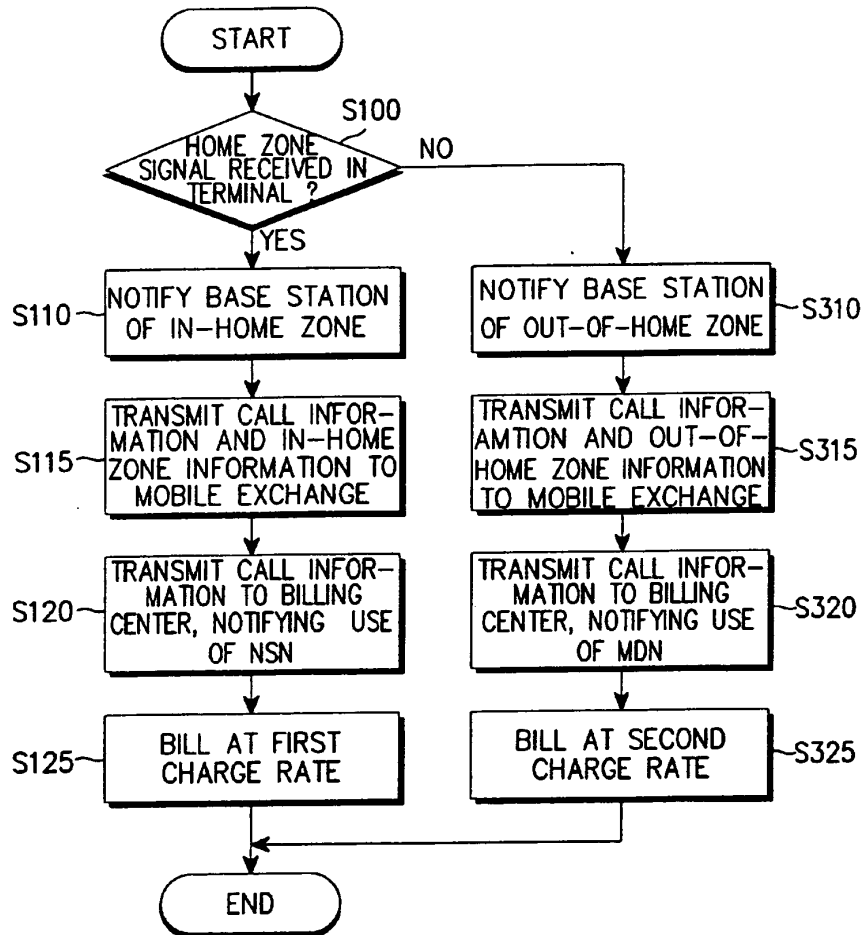 START
S100
HOME ZONE
SIGNAL RECEIVED IN
TERMINAL ?
NO
YES
S110
NOTIFY BASE STATION
OF IN-HOME ZONE
NOTIFY BASE STATION
OF OUT-OF-HOME ZONE
S310
S115
TRANSMIT CALL INFOR-
MATION AND IN-HOME
ZONE INFORMATION TO
MOBILE EXCHANGE
TRANSMIT CALL INFOR-
AMTION AND OUT-OF-
HOME ZONE INFORMATION
TO MOBILE EXCHANGE
S315
S120
TRANSMIT CALL INFOR-
MATION TO BILLING
CENTER, NOTIFYING USE
OF NSN
TRANSMIT CALL INFOR-
MATION TO BILLING
CENTER, NOTIFYING USE
OF MDN
S320
S125
BILL AT FIRST
CHARGE RATE
BILL AT SECOND
CHARGE RATE
S325
END